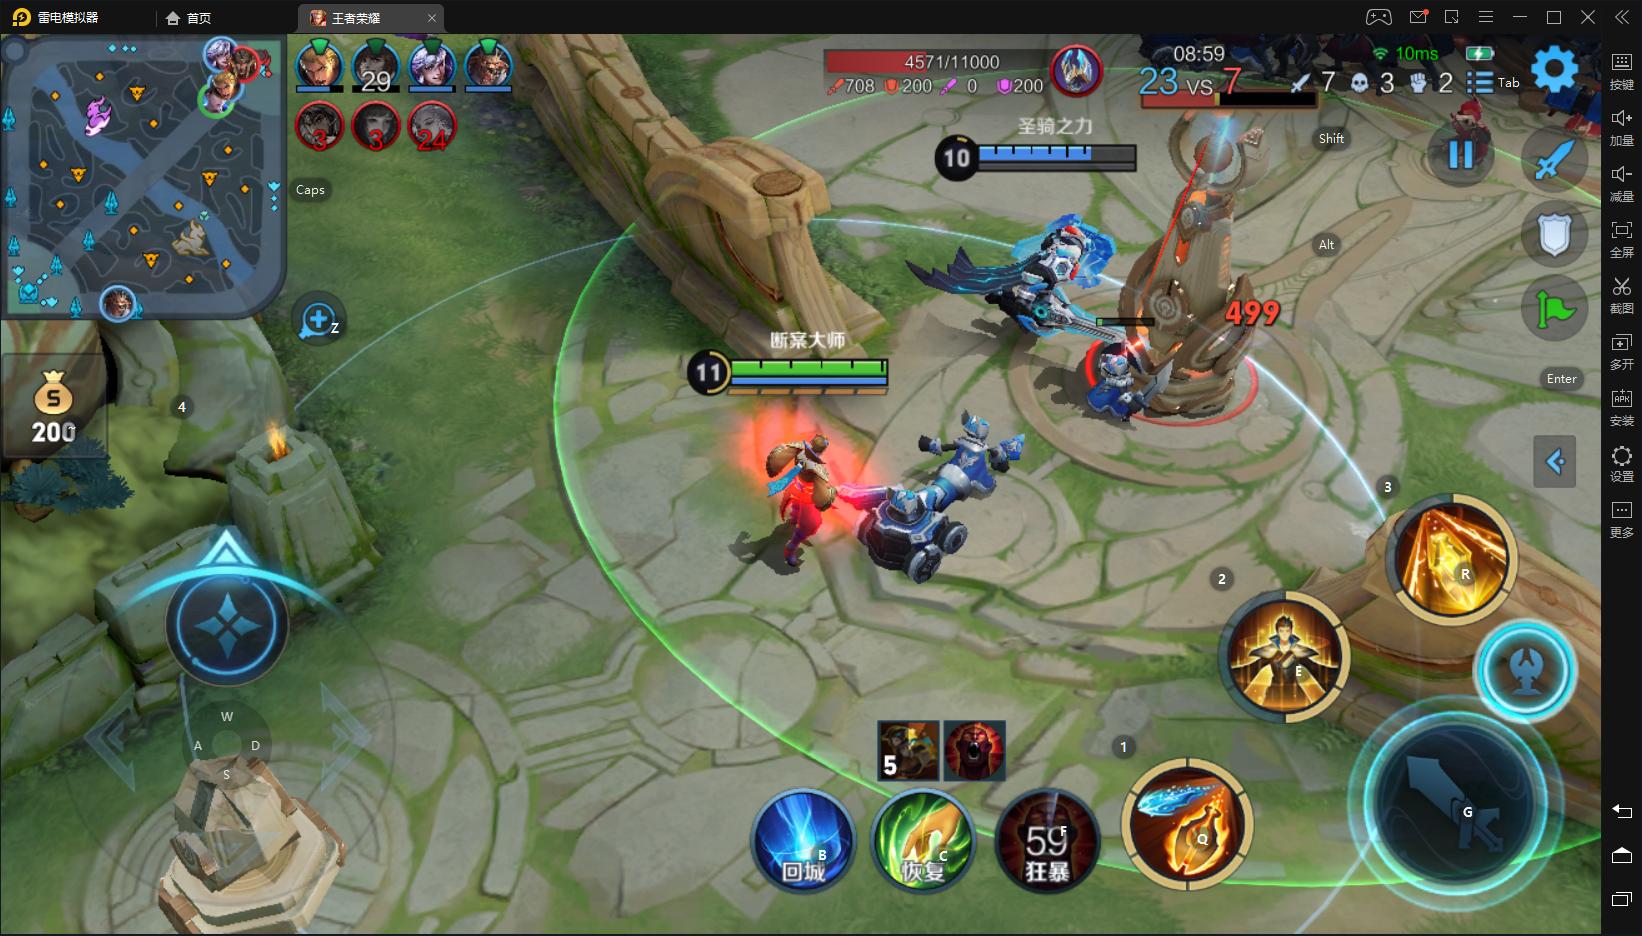 雷电模拟器
首页
王者荣耀
×
29
3
3
24
4571/11000
708
200
0
200
08:59
10ms
23 vs 7
7
3
2
Tab
圣骑之力
10
Shift
Caps
Alt
Z
499
断案大师
11
S
200
4
Enter
3
R
2
E
W
A
D
S
5
1
Q
G
B
回城
C
恢复
59
F
狂暴
按键
加量
减量
全屏
截图
多开
APK
安装
设置
更多